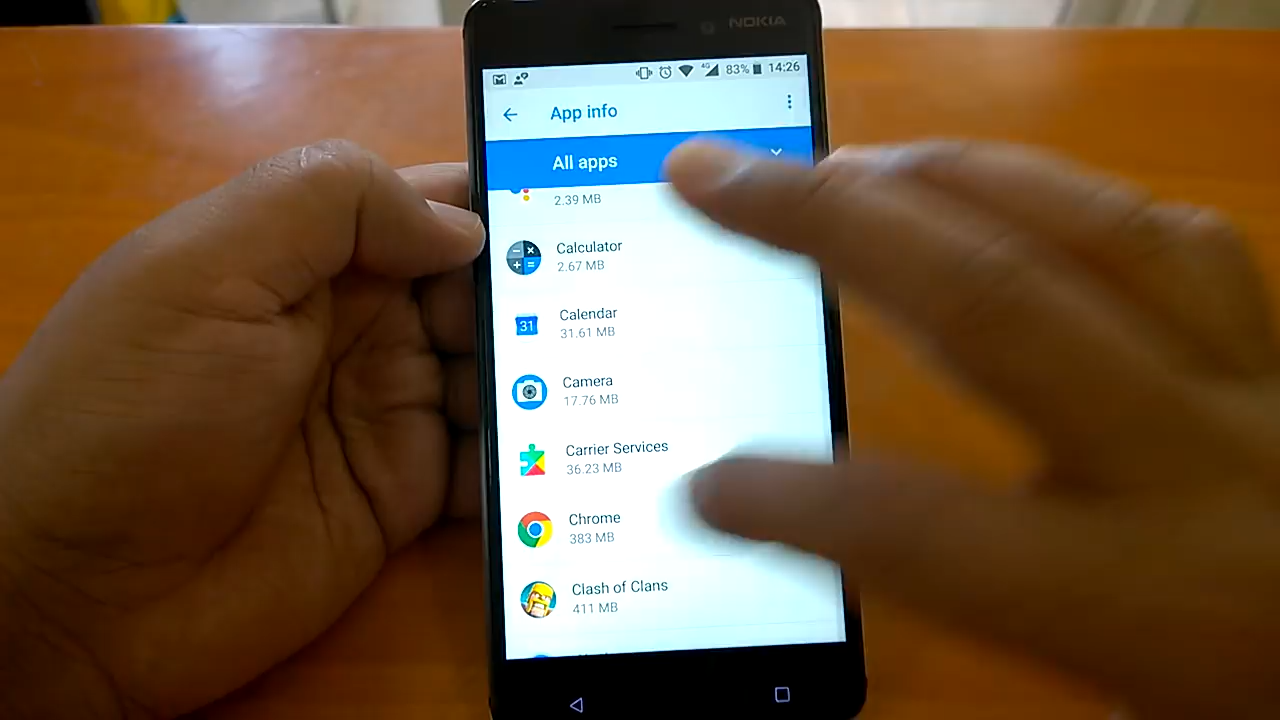 NOKIA
4G 83% 14:26
App info
All apps
2.39 MB
Calculator
2.67 MB
Calendar
31
31.61 MB
Camera
17.76 MB
Carrier Services
36.23 MB
Chrome
383 MB
Clash of Clans
411 MB